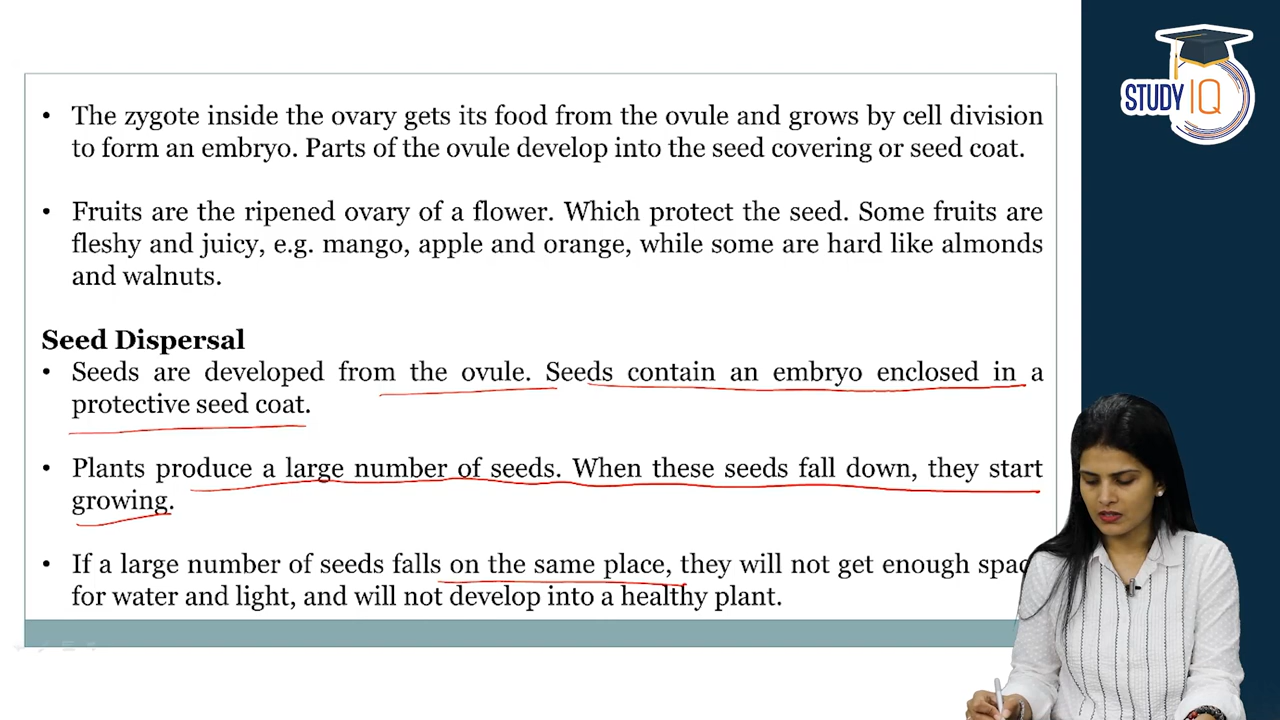 • The zygote inside the ovary gets its food from the ovule and grows by cell division
to form an embryo. Parts of the ovule develop into the seed covering or seed coat.
• Fruits are the ripened ovary of a flower. Which protect the seed. Some fruits are
fleshy and juicy, e.g. mango, apple and orange, while some are hard like almonds
and walnuts.
Seed Dispersal
• Seeds are developed from the ovule. Seeds contain an embryo enclosed in a
protective seed coat.
• Plants produce a large number of seeds. When these seeds fall down, they start
growing.
• If a large number of seeds falls on the same place, they will not get enough
for water and light, and will not develop into a healthy plant.
STUDY IQ